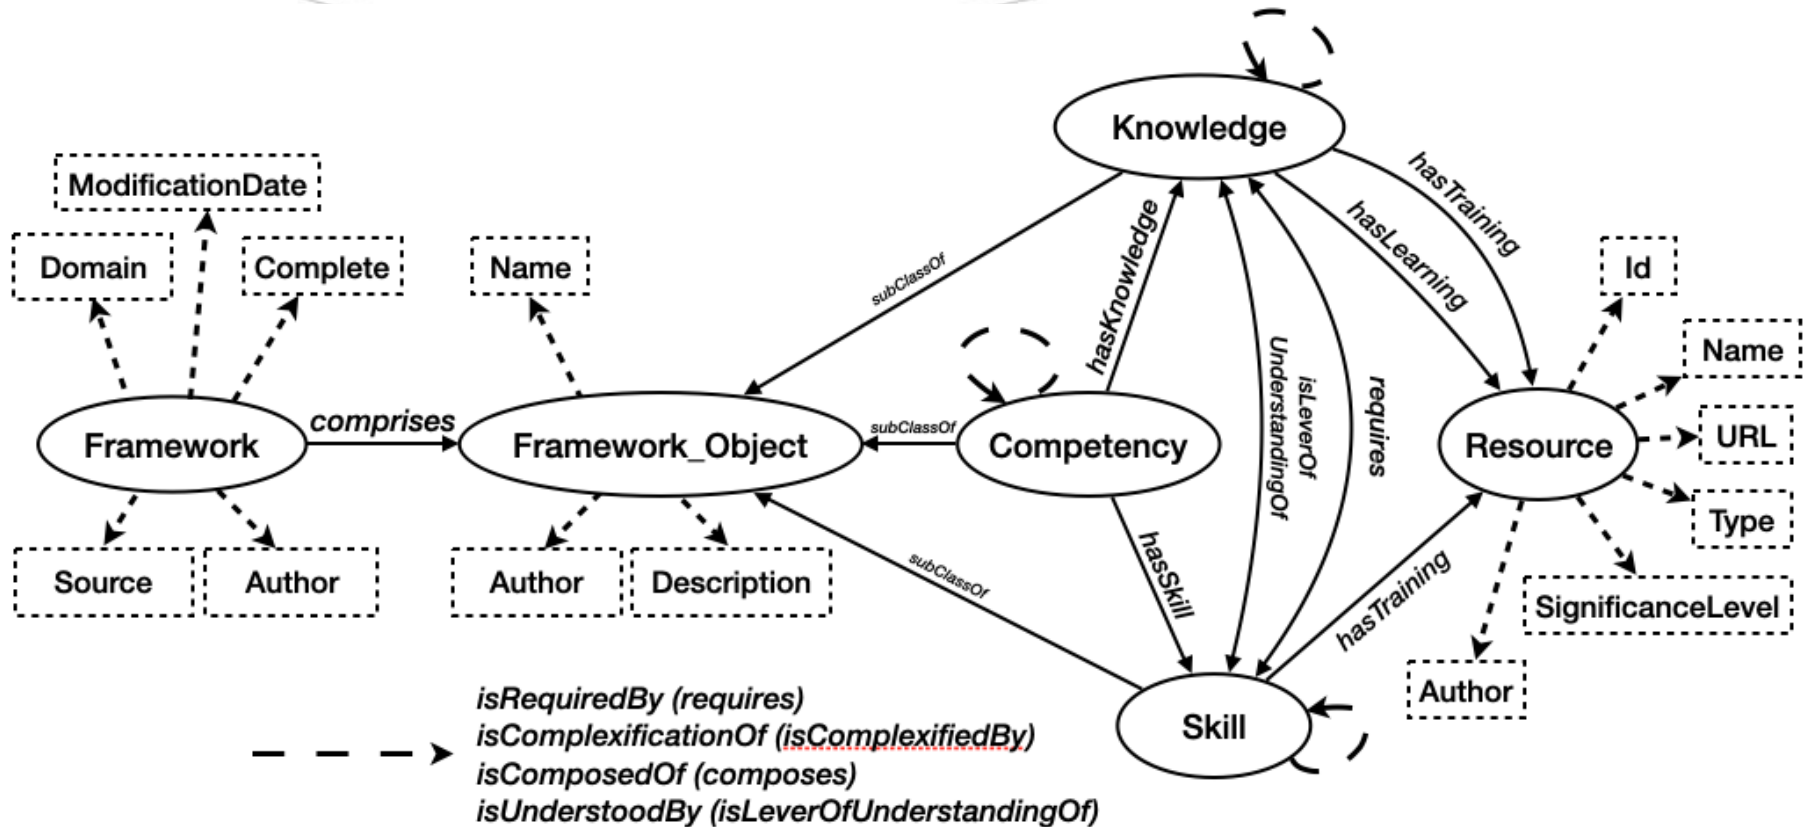 Knowledge
ModificationDate
Domain
Complete
Name
subClassOf
hasKnowledge
hasLearning
hasTraining
Id
Name
URL
Type
SignificanceLevel
Author
Framework
comprises
Framework_Object
subClassOf
Competency
isLeverOf
UnderstandingOf
requires
Resource
Source
Author
Author
Description
subClassOf
hasSkill
hasTraining
Skill
isRequiredBy (requires)
isComplexificationOf (isComplexifiedBy)
isComposedOf (composes)
isUnderstoodBy (isLeverOfUnderstandingOf)